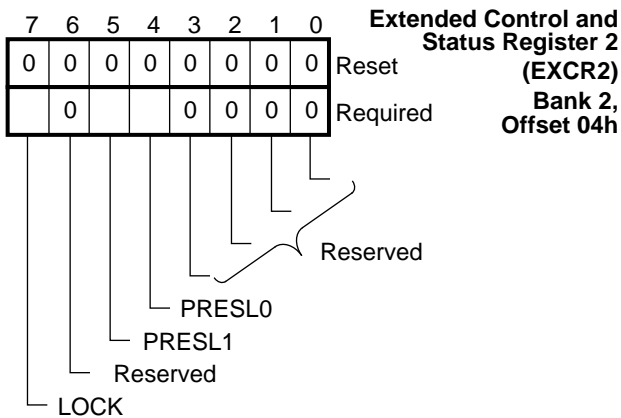 Extended Control and
Status Register 2
(EXCR2)
Bank 2,
Offset 04h
7 6 5 4 3 2 1 0
0 0 0 0 0 0 0 0 Reset
0 0 0 0 0 Required
Reserved
PRESL0
PRESL1
Reserved
LOCK